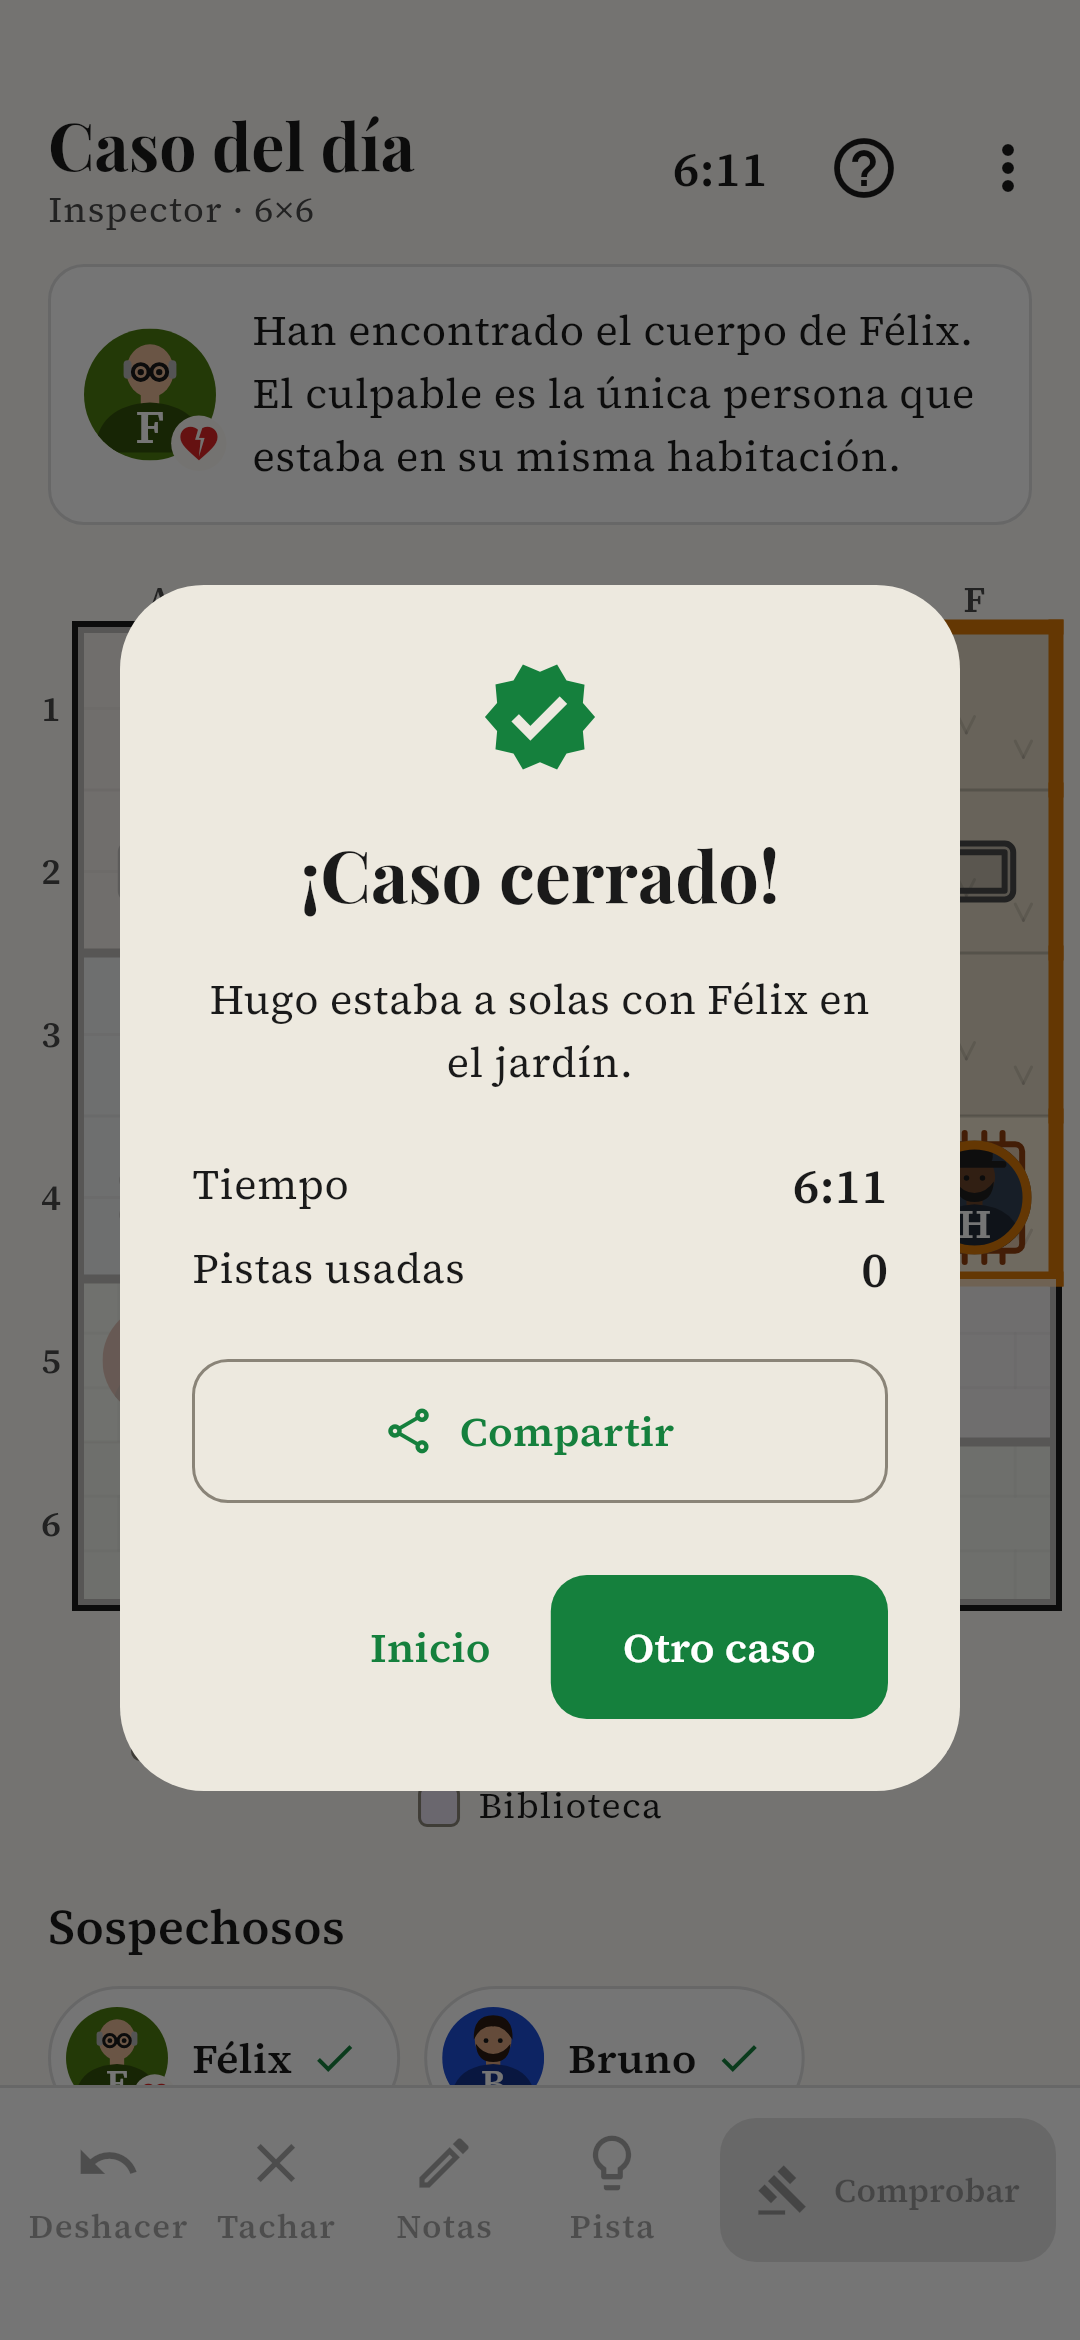 Caso del día
Inspector · 6×6
6:11
Han encontrado el cuerpo de Félix.
El culpable es la única persona que
estaba en su misma habitación.
F
F
1
2
3
4
5
6
H
¡Caso cerrado!
Hugo estaba a solas con Félix en
el jardín.
Tiempo 6:11
Pistas usadas 0
Compartir
Inicio
Otro caso
Biblioteca
Sospechosos
Félix
Bruno
Deshacer
Tachar
Notas
Pista
Comprobar